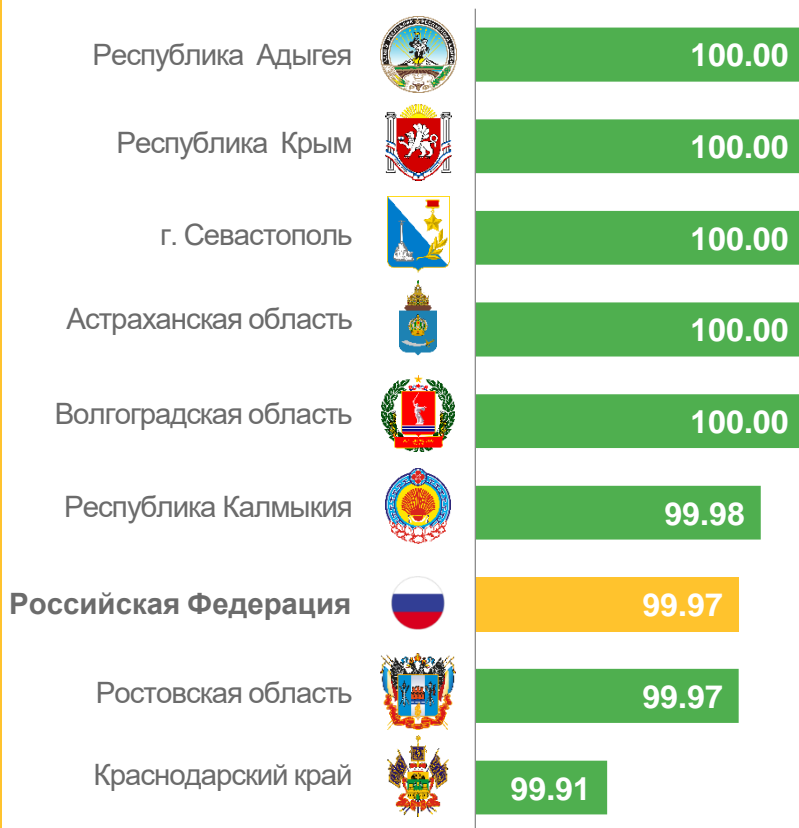 Республика Адыгея 100.00
Республика Крым 100.00
г. Севастополь 100.00
Астраханская область 100.00
Волгоградская область 100.00
Республика Калмыкия 99.98
Российская Федерация 99.97
Ростовская область 99.97
Краснодарский край 99.91